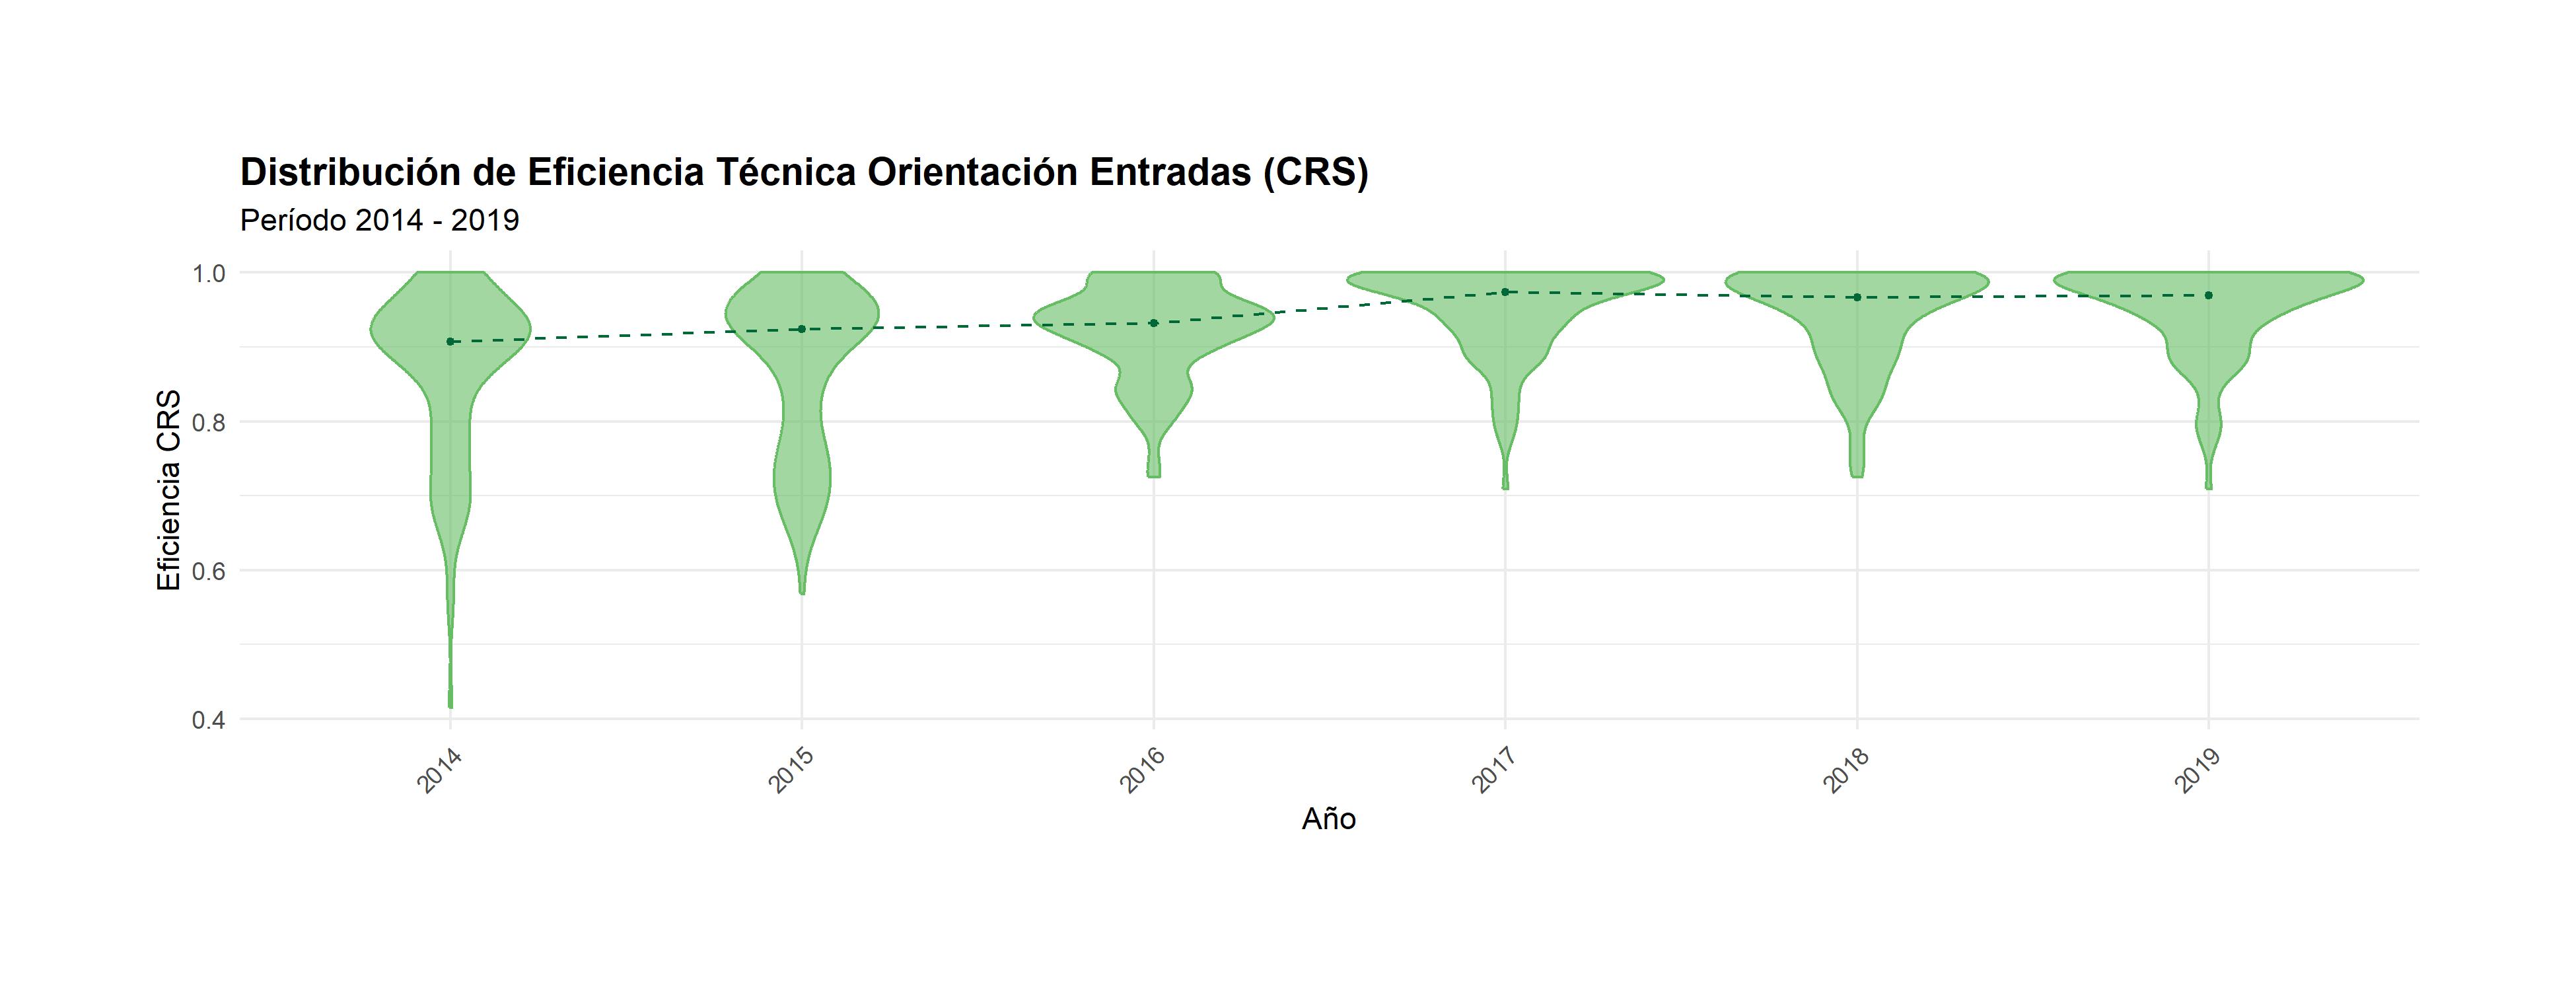 Distribución de Eficiencia Técnica Orientación Entradas (CRS)
Período 2014 - 2019
Eficiencia CRS
1.0
0.8
0.6
0.4
2014
2015
2016
2017
2018
2019
Año